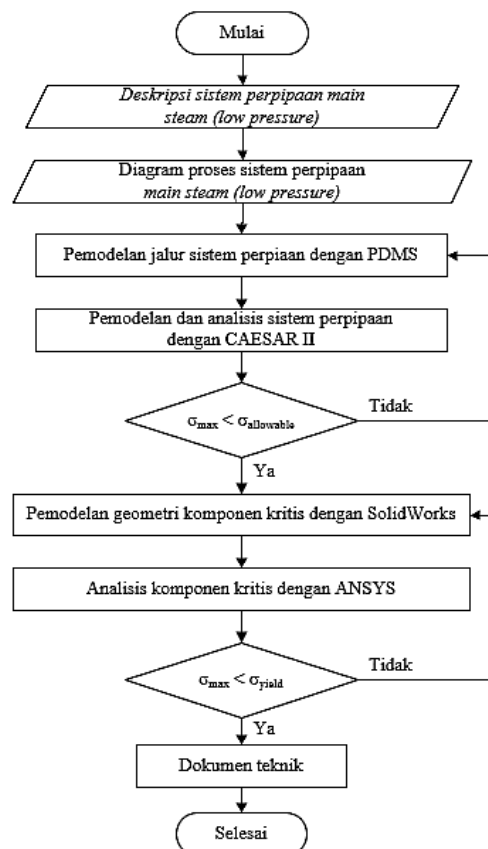 Mulai
Deskripsi sistem perpipaan main
steam (low pressure)
Diagram proses sistem perpipaan
main steam (low pressure)
Pemodelan jalur sistem perpiaan dengan PDMS
Pemodelan dan analisis sistem perpipaan
dengan CAESAR II
σmax < σallowable
Tidak
Ya
Pemodelan geometri komponen kritis dengan SolidWorks
Analisis komponen kritis dengan ANSYS
σmax < σyield
Tidak
Ya
Dokumen teknik
Selesai